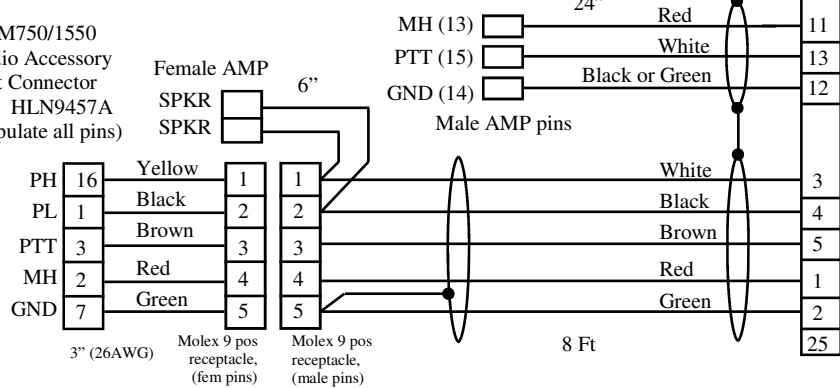 24"
M750/1550
Accessory
Connector
HLN9457A
all pins)
MH (13) Red 11
PTT (15) White 13
GND (14) Black or Green 12
Male AMP pins
Female AMP
6”
SPKR
SPKR
PH 16 Yellow 1 1 White 3
PL 1 Black 2 2 Black 4
PTT 3 Brown 3 3 Brown 5
MH 2 Red 4 4 Red 1
GND 7 Green 5 5 Green 2
25
3” (26AWG)
Molex 9 pos
receptacle,
(fem pins)
Molex 9 pos
receptacle,
(male pins)
8 Ft